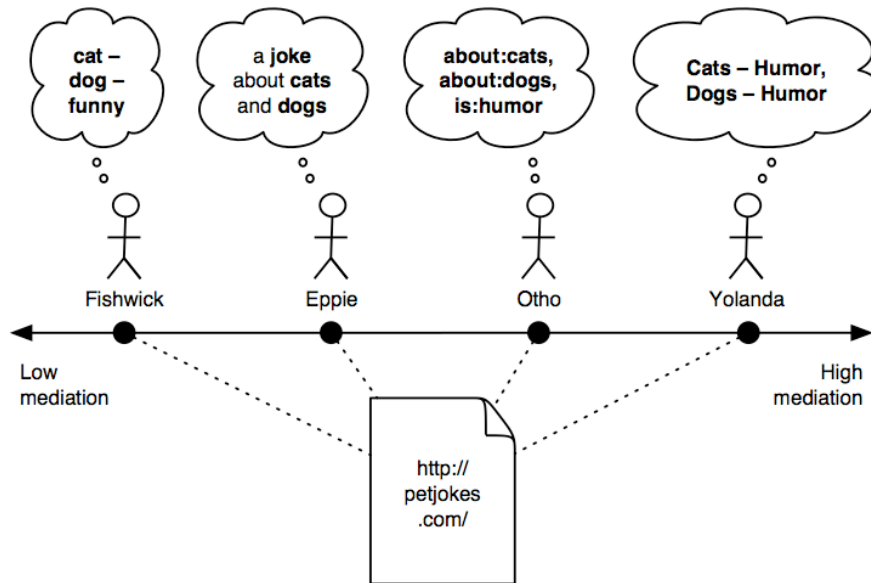 cat –
dog –
funny
a joke
about cats
and dogs
about:cats,
about:dogs,
is:humor
Cats – Humor,
Dogs – Humor
Fishwick
Eppie
Otho
Yolanda
Low
mediation
High
mediation
http://
petjokes
.com/